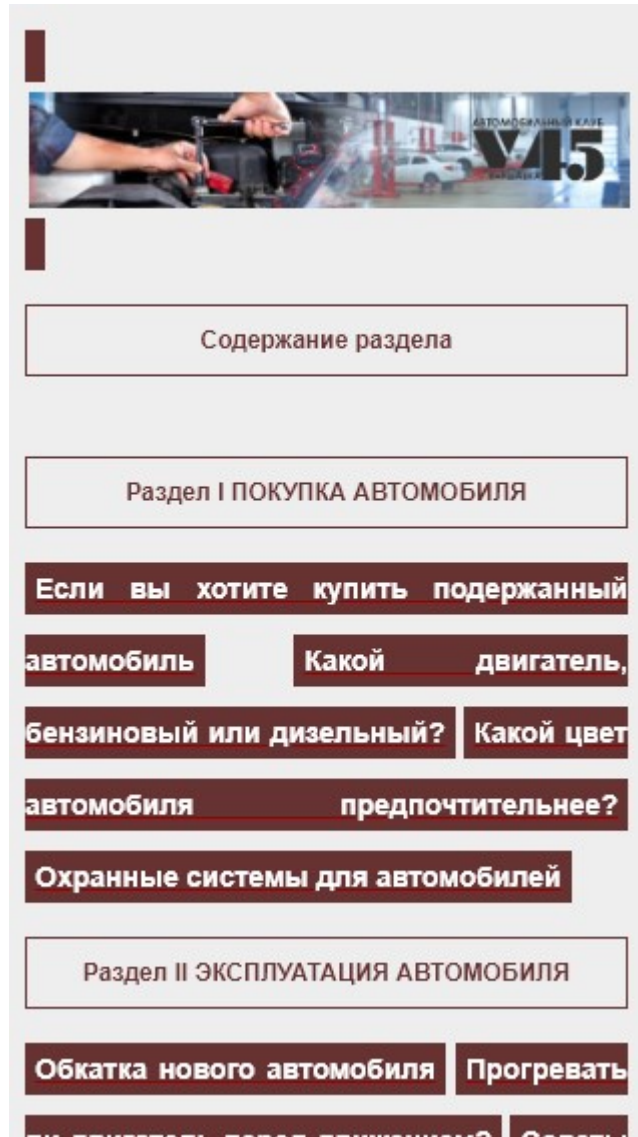 АВТОМОБИЛЬНЫЙ КЛУБ
V45
Содержание раздела
Раздел I ПОКУПКА АВТОМОБИЛЯ
Если вы хотите купить подержанный
автомобиль Какой двигатель,
бензиновый или дизельный? Какой цвет
автомобиля предпочтительнее?
Охранные системы для автомобилей
Раздел II ЭКСПЛУАТАЦИЯ АВТОМОБИЛЯ
Обкатка нового автомобиля Прогревать